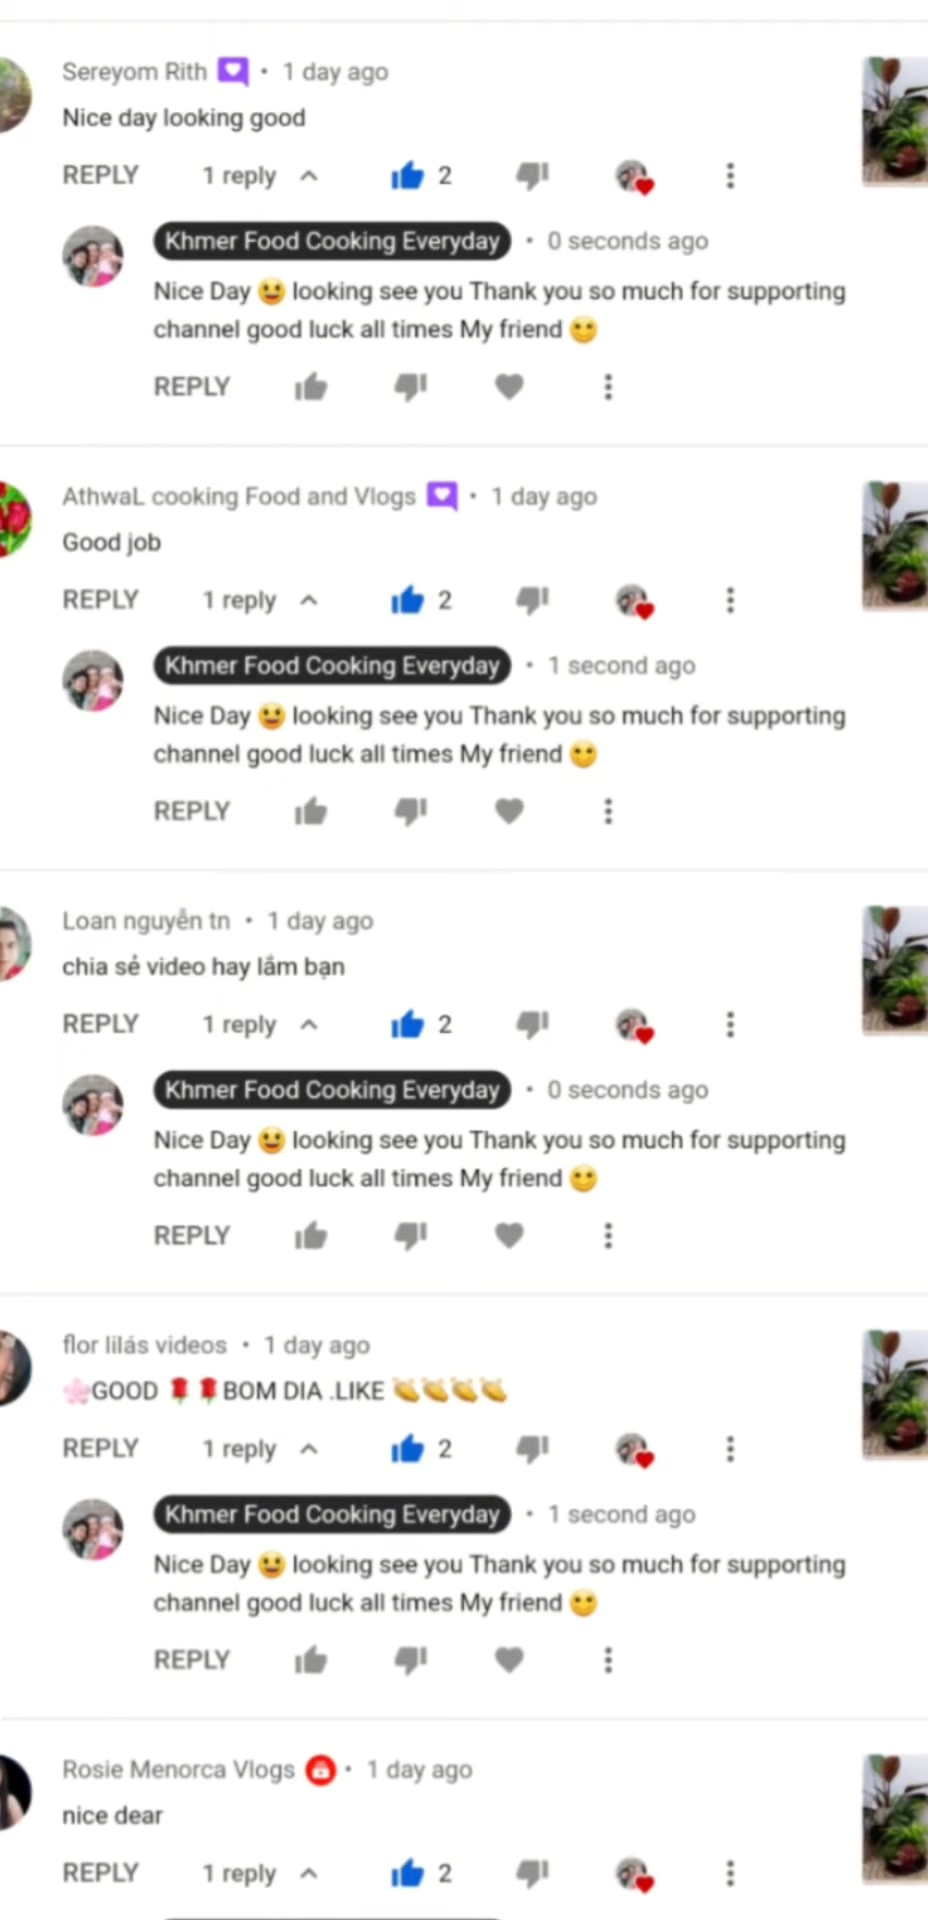 Sereyom Rith • 1 day ago
Nice day looking good
REPLY 1 reply 2
Khmer Food Cooking Everyday • 0 seconds ago
Nice Day 😀 looking see you Thank you so much for supporting
channel good luck all times My friend 🙂
REPLY
AthwaL cooking Food and Vlogs • 1 day ago
Good job
REPLY 1 reply 2
Khmer Food Cooking Everyday • 1 second ago
Nice Day 😀 looking see you Thank you so much for supporting
channel good luck all times My friend 🙂
REPLY
Loan nguyễn tn • 1 day ago
chia sẻ video hay lắm bạn
REPLY 1 reply 2
Khmer Food Cooking Everyday • 0 seconds ago
Nice Day 😀 looking see you Thank you so much for supporting
channel good luck all times My friend 🙂
REPLY
flor lilás videos • 1 day ago
🌸GOOD 🌹🌹BOM DIA .LIKE 👏👏👏👏
REPLY 1 reply 2
Khmer Food Cooking Everyday • 1 second ago
Nice Day 😀 looking see you Thank you so much for supporting
channel good luck all times My friend 🙂
REPLY
Rosie Menorca Vlogs • 1 day ago
nice dear
REPLY 1 reply 2